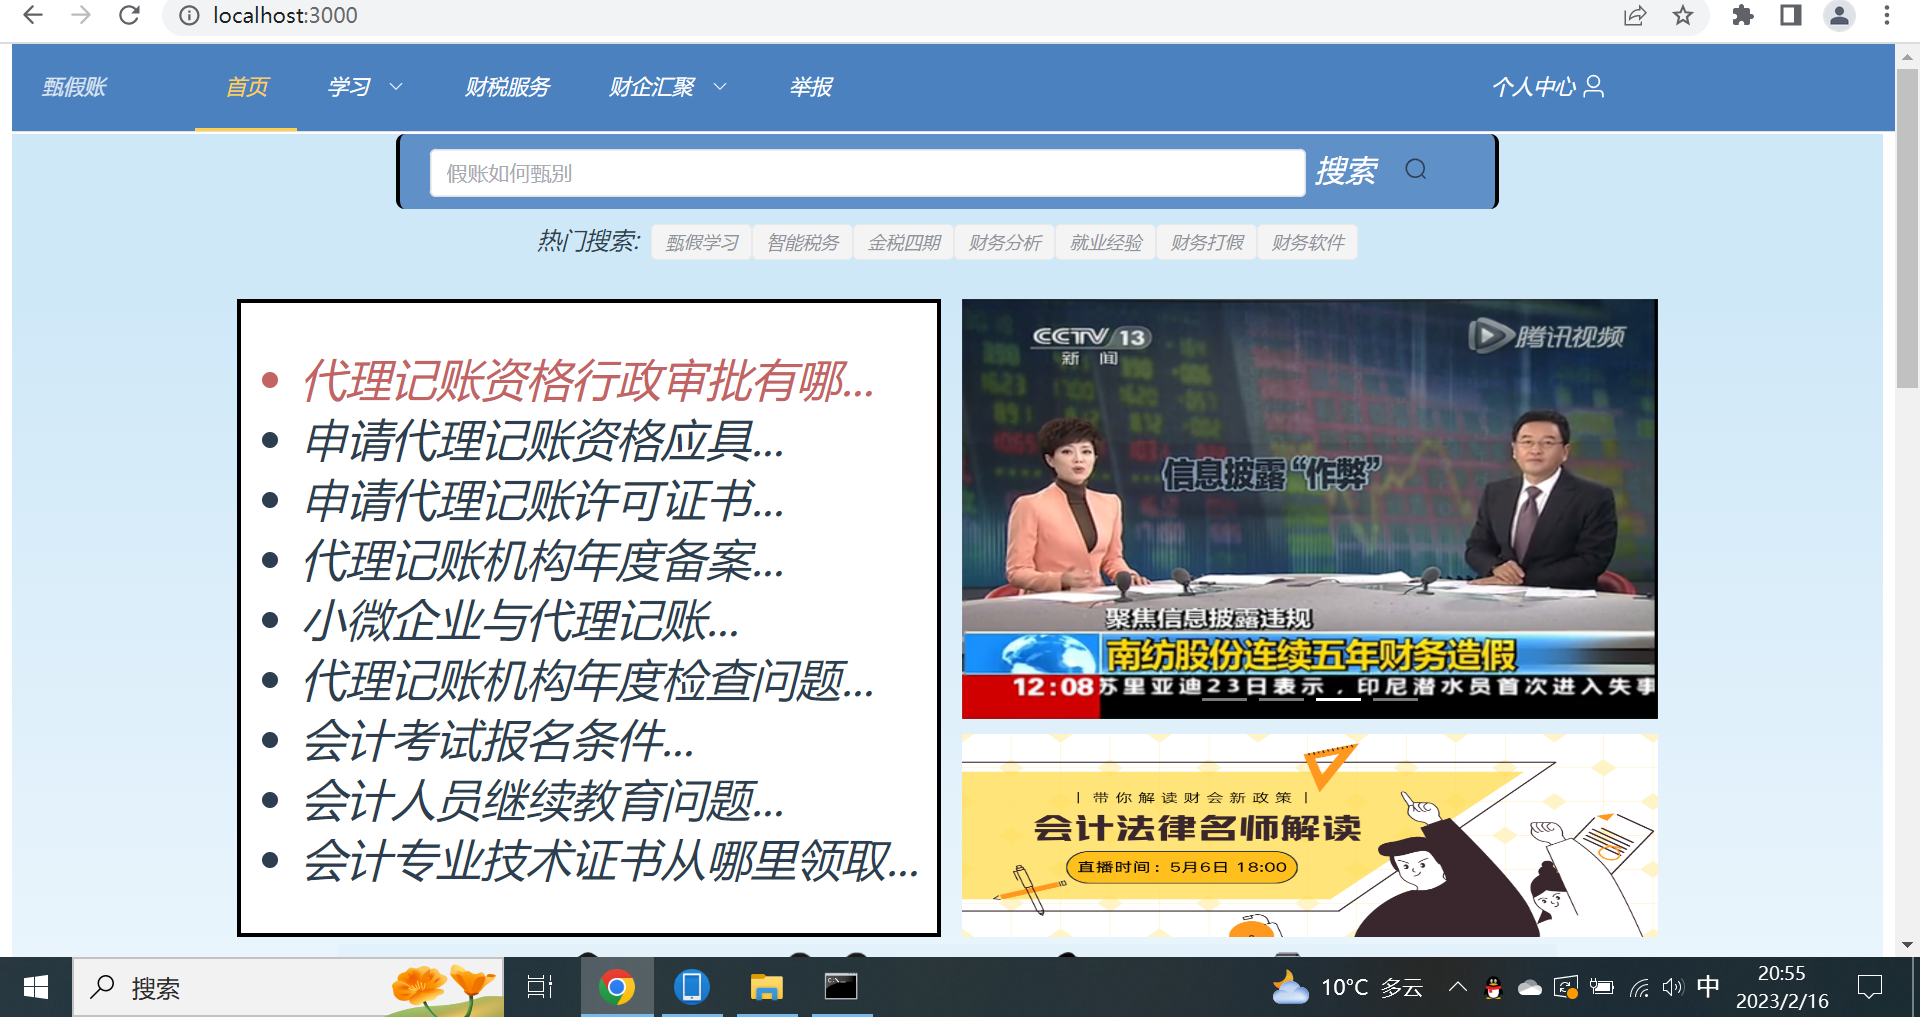 localhost:3000
甄假账 首页 学习 财税服务 财企汇聚 举报 个人中心
假账如何甄别 搜索
热门搜索: 甄假学习 智能税务 金税四期 财务分析 就业经验 财务打假 财务软件
代理记账资格行政审批有哪...
申请代理记账资格应具...
申请代理记账许可证书...
代理记账机构年度备案...
小微企业与代理记账...
代理记账机构年度检查问题...
会计考试报名条件...
会计人员继续教育问题...
会计专业技术证书从哪里领取...
CCTV 13
新闻
腾讯视频
信息披露“作弊”
聚焦信息披露违规
南纺股份连续五年财务造假
12:08 苏里亚迪23日表示，印尼潜水员首次进入失事
| 带你解读财会新政策 |
会计法律名师解读
直播时间：5月6日 18:00
搜索
10°C 多云
中
20:55
2023/2/16